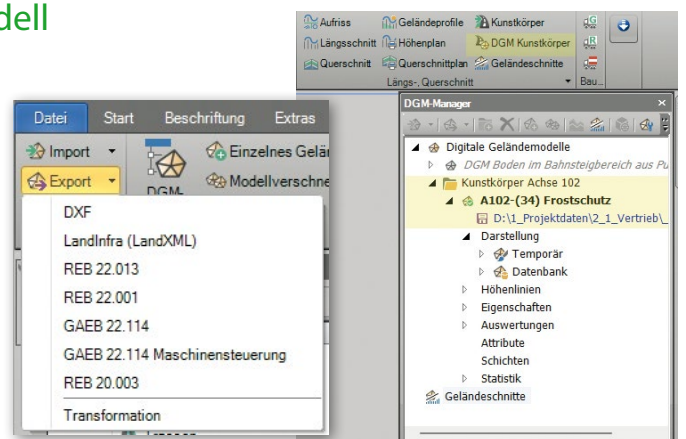 dell
Aufriss Geländeprofile Kunstkörper
Längsschnitt Höhenplan DGM Kunstkörper
Querschnitt Querschnittplan Geländeschnitte
Längs-, Querschnitt Bau...
DGM-Manager
Digitale Geländemodelle
DGM Boden im Bahnsteigbereich aus Pu
Kunstkörper Achse 102
A102-(34) Frostschutz
D:\1_Projektdaten\2_1_Vertrieb\_
Darstellung
Temporär
Datenbank
Höhenlinien
Eigenschaften
Auswertungen
Attribute
Schichten
Statistik
Geländeschnitte
Datei Start Beschriftung Extras
Import Einzelnes Gelä
Export DGM- Modellverschne
DXF
LandInfra (LandXML)
REB 22.013
REB 22.001
GAEB 22.114
GAEB 22.114 Maschinensteuerung
REB 20.003
Transformation